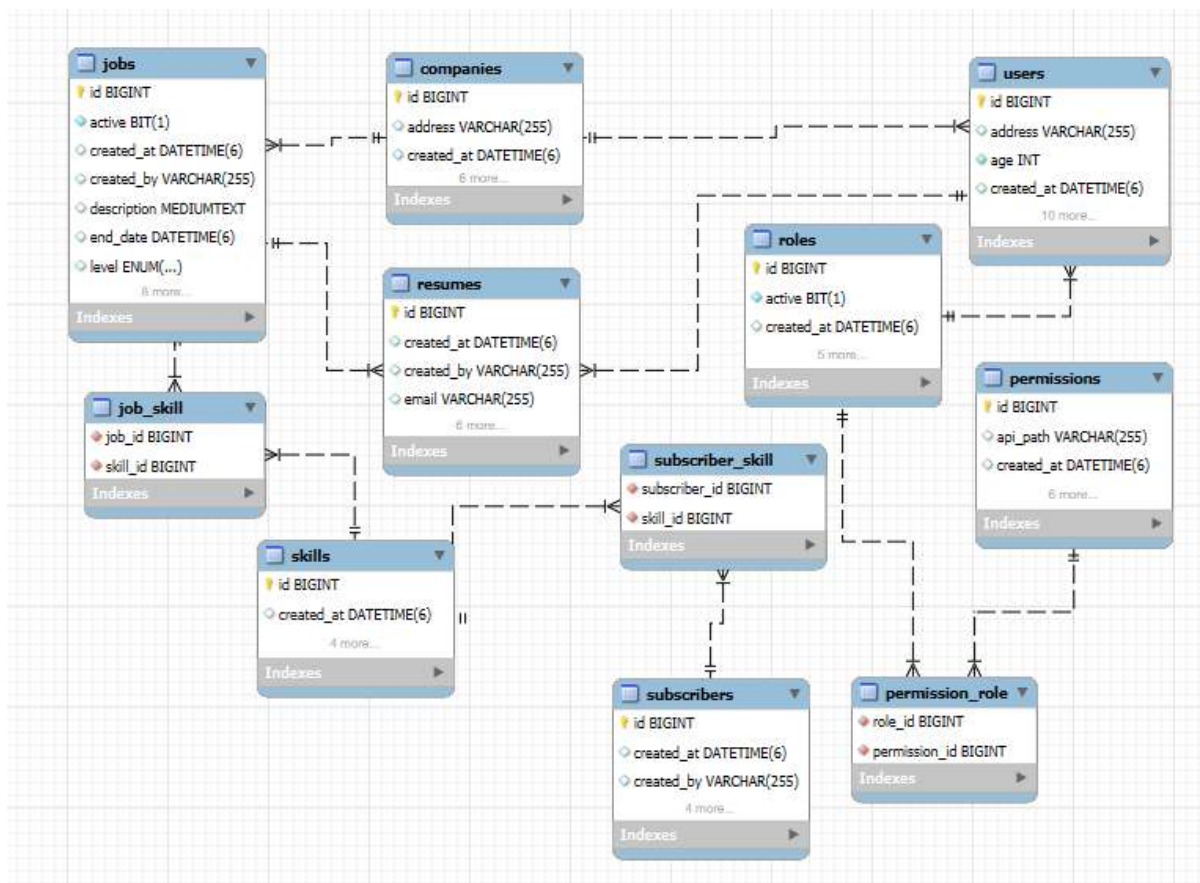 jobs
id BIGINT
active BIT(1)
created_at DATETIME(6)
created_by VARCHAR(255)
description MEDIUMTEXT
end_date DATETIME(6)
level ENUM(...)
6 more...
Indexes
companies
id BIGINT
address VARCHAR(255)
created_at DATETIME(6)
6 more...
Indexes
users
id BIGINT
address VARCHAR(255)
age INT
created_at DATETIME(6)
10 more...
Indexes
resumes
id BIGINT
created_at DATETIME(6)
created_by VARCHAR(255)
email VARCHAR(255)
6 more...
Indexes
roles
id BIGINT
active BIT(1)
created_at DATETIME(6)
5 more...
Indexes
permissions
id BIGINT
api_path VARCHAR(255)
created_at DATETIME(6)
6 more...
Indexes
job_skill
job_id BIGINT
skill_id BIGINT
Indexes
subscriber_skill
subscriber_id BIGINT
skill_id BIGINT
Indexes
skills
id BIGINT
created_at DATETIME(6)
4 more...
Indexes
subscribers
id BIGINT
created_at DATETIME(6)
created_by VARCHAR(255)
4 more...
Indexes
permission_role
role_id BIGINT
permission_id BIGINT
Indexes